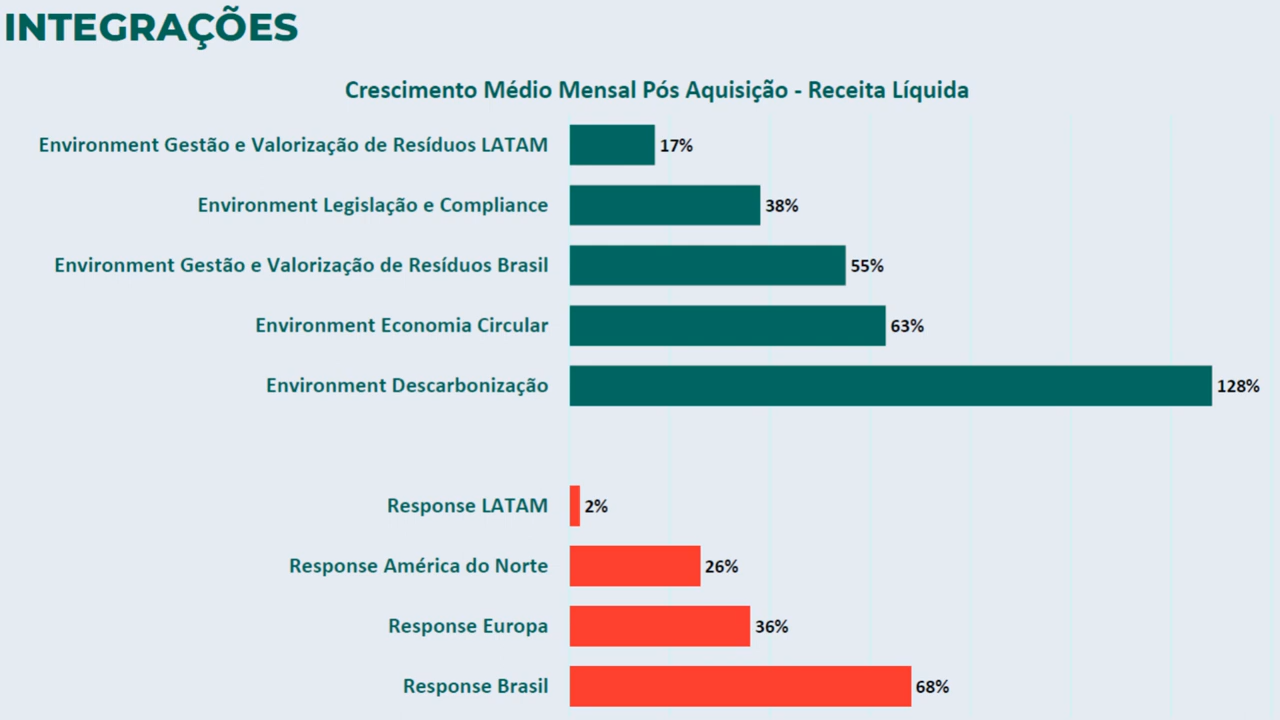 INTEGRAÇÕES
Crescimento Médio Mensal Pós Aquisição - Receita Líquida
Environment Gestão e Valorização de Resíduos LATAM 17%
Environment Legislação e Compliance 38%
Environment Gestão e Valorização de Resíduos Brasil 55%
Environment Economia Circular 63%
Environment Descarbonização 128%
Response LATAM 2%
Response América do Norte 26%
Response Europa 36%
Response Brasil 68%